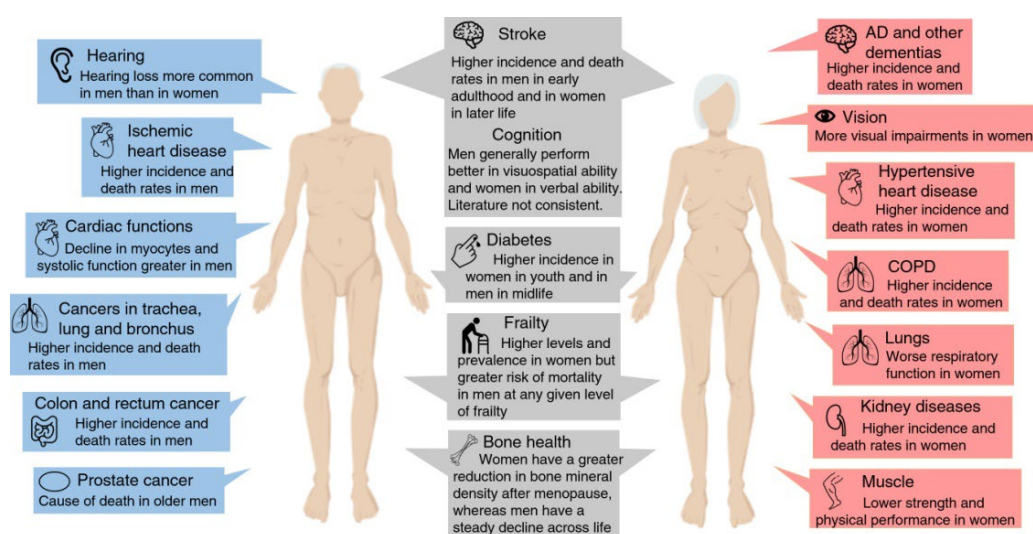 Hearing
Hearing loss more common
in men than in women
Ischemic
heart disease
Higher incidence and
death rates in men
Cardiac functions
Decline in myocytes and
systolic function greater in men
Cancers in trachea,
lung and bronchus
Higher incidence and death
rates in men
Colon and rectum cancer
Higher incidence and
death rates in men
Prostate cancer
Cause of death in older men
Stroke
Higher incidence and death
rates in men in early
adulthood and in women
in later life
Cognition
Men generally perform
better in visuospatial ability
and women in verbal ability.
Literature not consistent.
Diabetes
Higher incidence in
women in youth and in
men in midlife
Frailty
Higher levels and
prevalence in women but
greater risk of mortality
in men at any given level
of frailty
Bone health
Women have a greater
reduction in bone mineral
density after menopause,
whereas men have a
steady decline across life
AD and other
dementias
Higher incidence and
death rates in women
Vision
More visual impairments in women
Hypertensive
heart disease
Higher incidence and
death rates in women
COPD
Higher incidence
and death rates in women
Lungs
Worse respiratory
function in women
Kidney diseases
Higher incidence and
death rates in women
Muscle
Lower strength and
physical performance in women